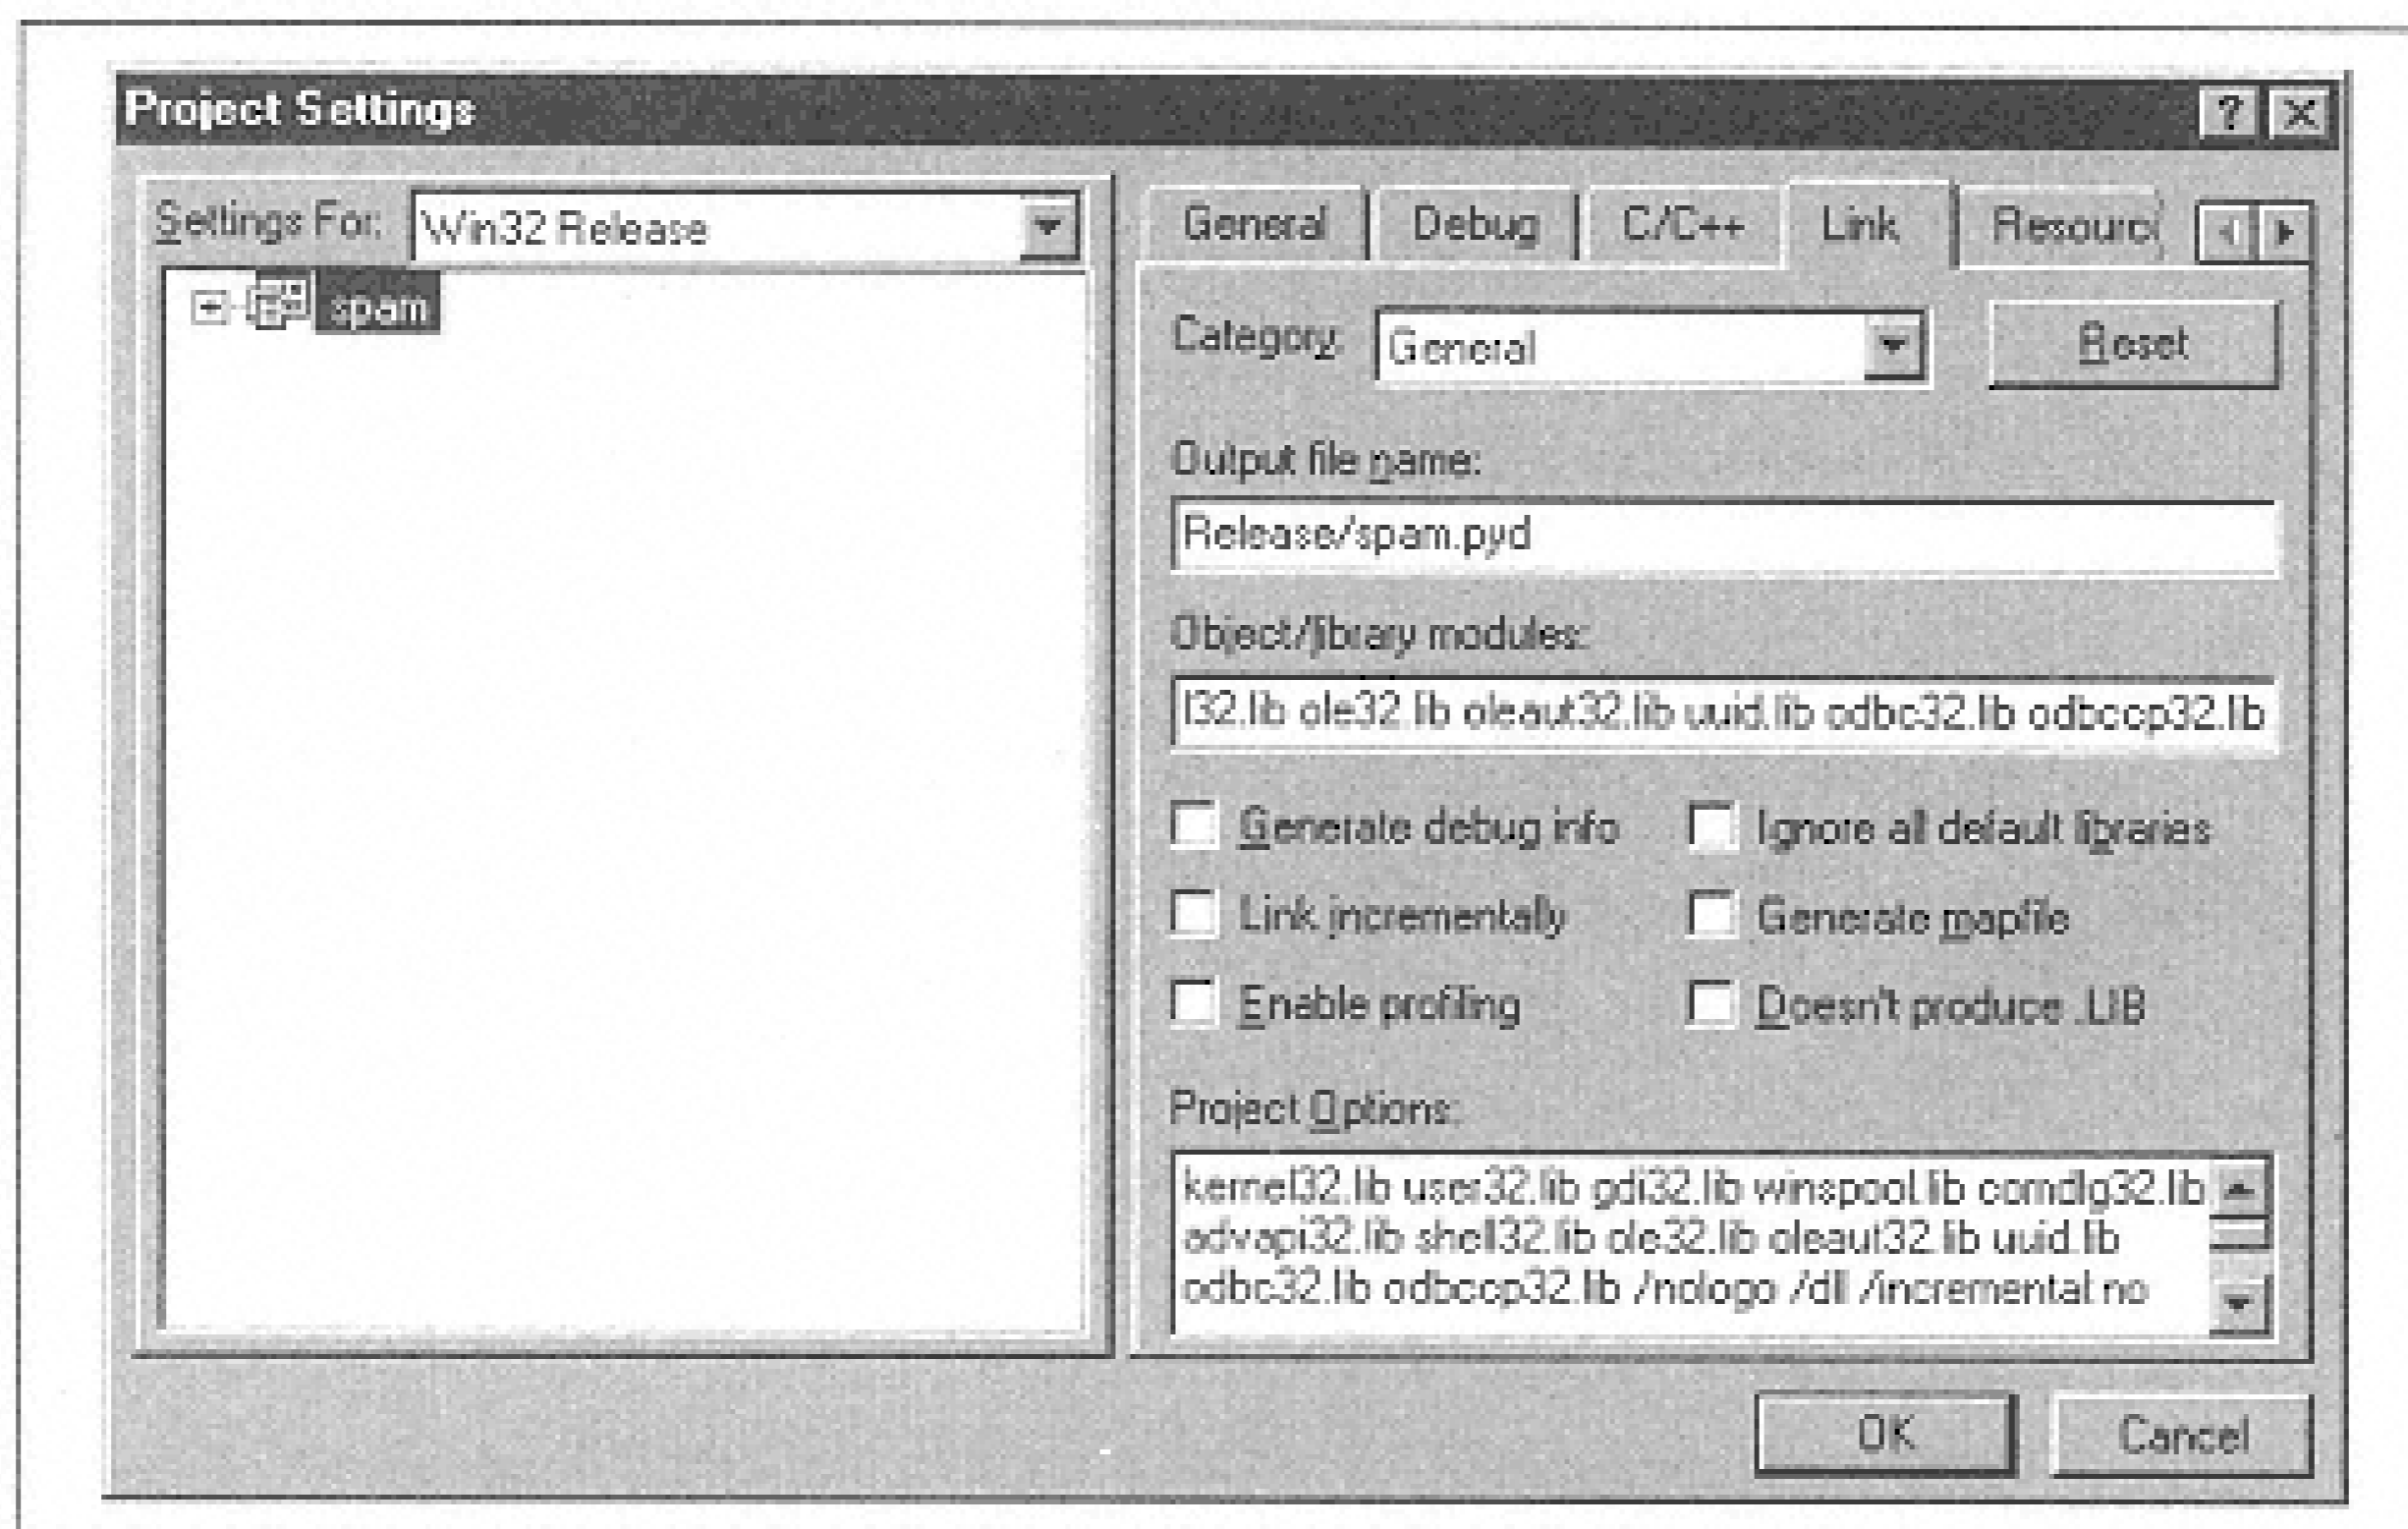 Project Settings
? X
Settings For: Win32 Release
spam
General Debug C/C++ Link Resourc
Category: General Reset
Output file name:
Release/spam.pyd
Object/library modules:
l32.lib ole32.lib oleaut32.lib uuid.lib odbc32.lib odbccp32.lib
Generate debug info Ignore all default libraries
Link incrementally Generate mapfile
Enable profiling Doesn't produce .LIB
Project Options:
kernel32.lib user32.lib gdi32.lib winspool.lib comdlg32.lib
advapi32.lib shell32.lib ole32.lib oleaut32.lib uuid.lib
odbc32.lib odbccp32.lib /nologo /dll /incremental:no
OK Cancel